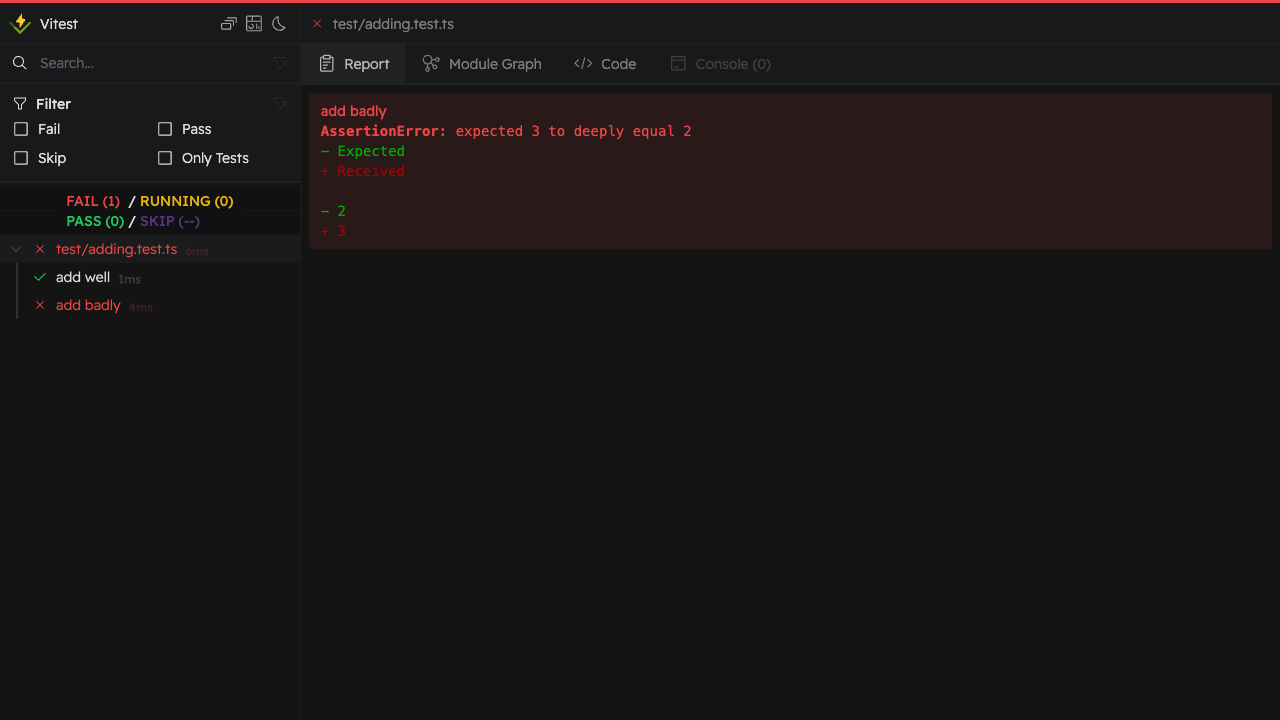 Vitest
Search...
Filter
Fail
Pass
Skip
Only Tests
FAIL (1) / RUNNING (0)
PASS (0) / SKIP (--)
test/adding.test.ts 6ms
add well 1ms
add badly 4ms
test/adding.test.ts
Report
Module Graph
Code
Console (0)
add badly
AssertionError: expected 3 to deeply equal 2
- Expected
+ Received
- 2
+ 3